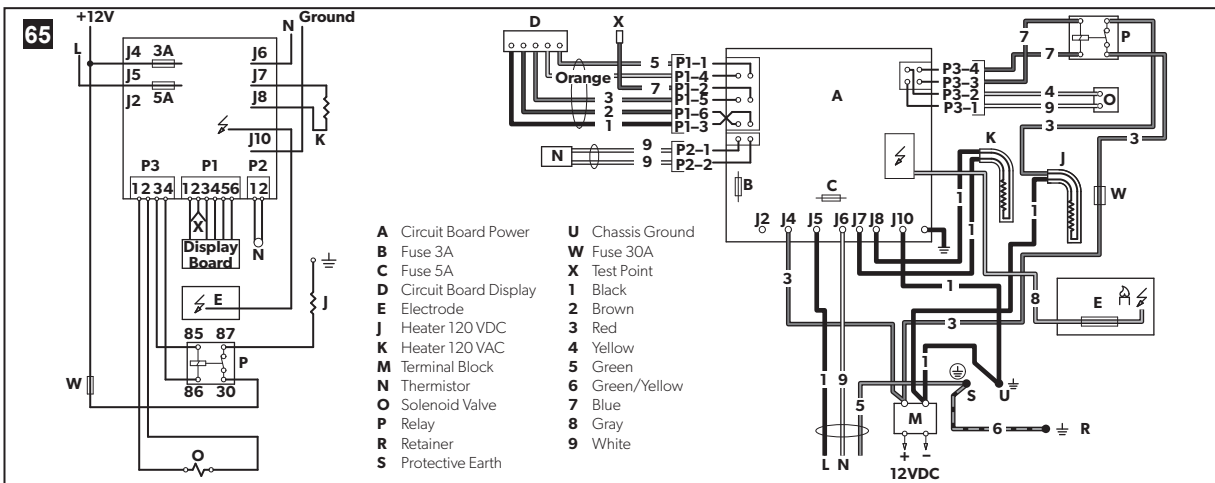 65
+12V
L
N
Ground
J4
3A
J6
J5
J7
5A
J2
J8
J10
K
P3
P1
P2
1234
123456
12
X
Display
Board
N
E
J
85
87
P
86
30
W
O
A Circuit Board Power
B Fuse 3A
C Fuse 5A
D Circuit Board Display
E Electrode
J Heater 120 VDC
K Heater 120 VAC
M Terminal Block
N Thermistor
O Solenoid Valve
P Relay
R Retainer
S Protective Earth
U Chassis Ground
W Fuse 30A
X Test Point
1 Black
2 Brown
3 Red
4 Yellow
5 Green
6 Green/Yellow
7 Blue
8 Gray
9 White
D
X
Orange
5
P1–1
P1–4
7
P1–2
3
P1–5
2
P1–6
1
P1–3
N
9
P2–1
9
P2–2
A
B
C
J2
J4
J5
J6
J7
J8
J10
P3–4
P3–3
P3–2
P3–1
7
7
P
4
9
O
3
3
K
J
W
1
1
1
1
3
8
E
3
1
1
9
5
M
S
U
6
R
L N
+ –
12VDC